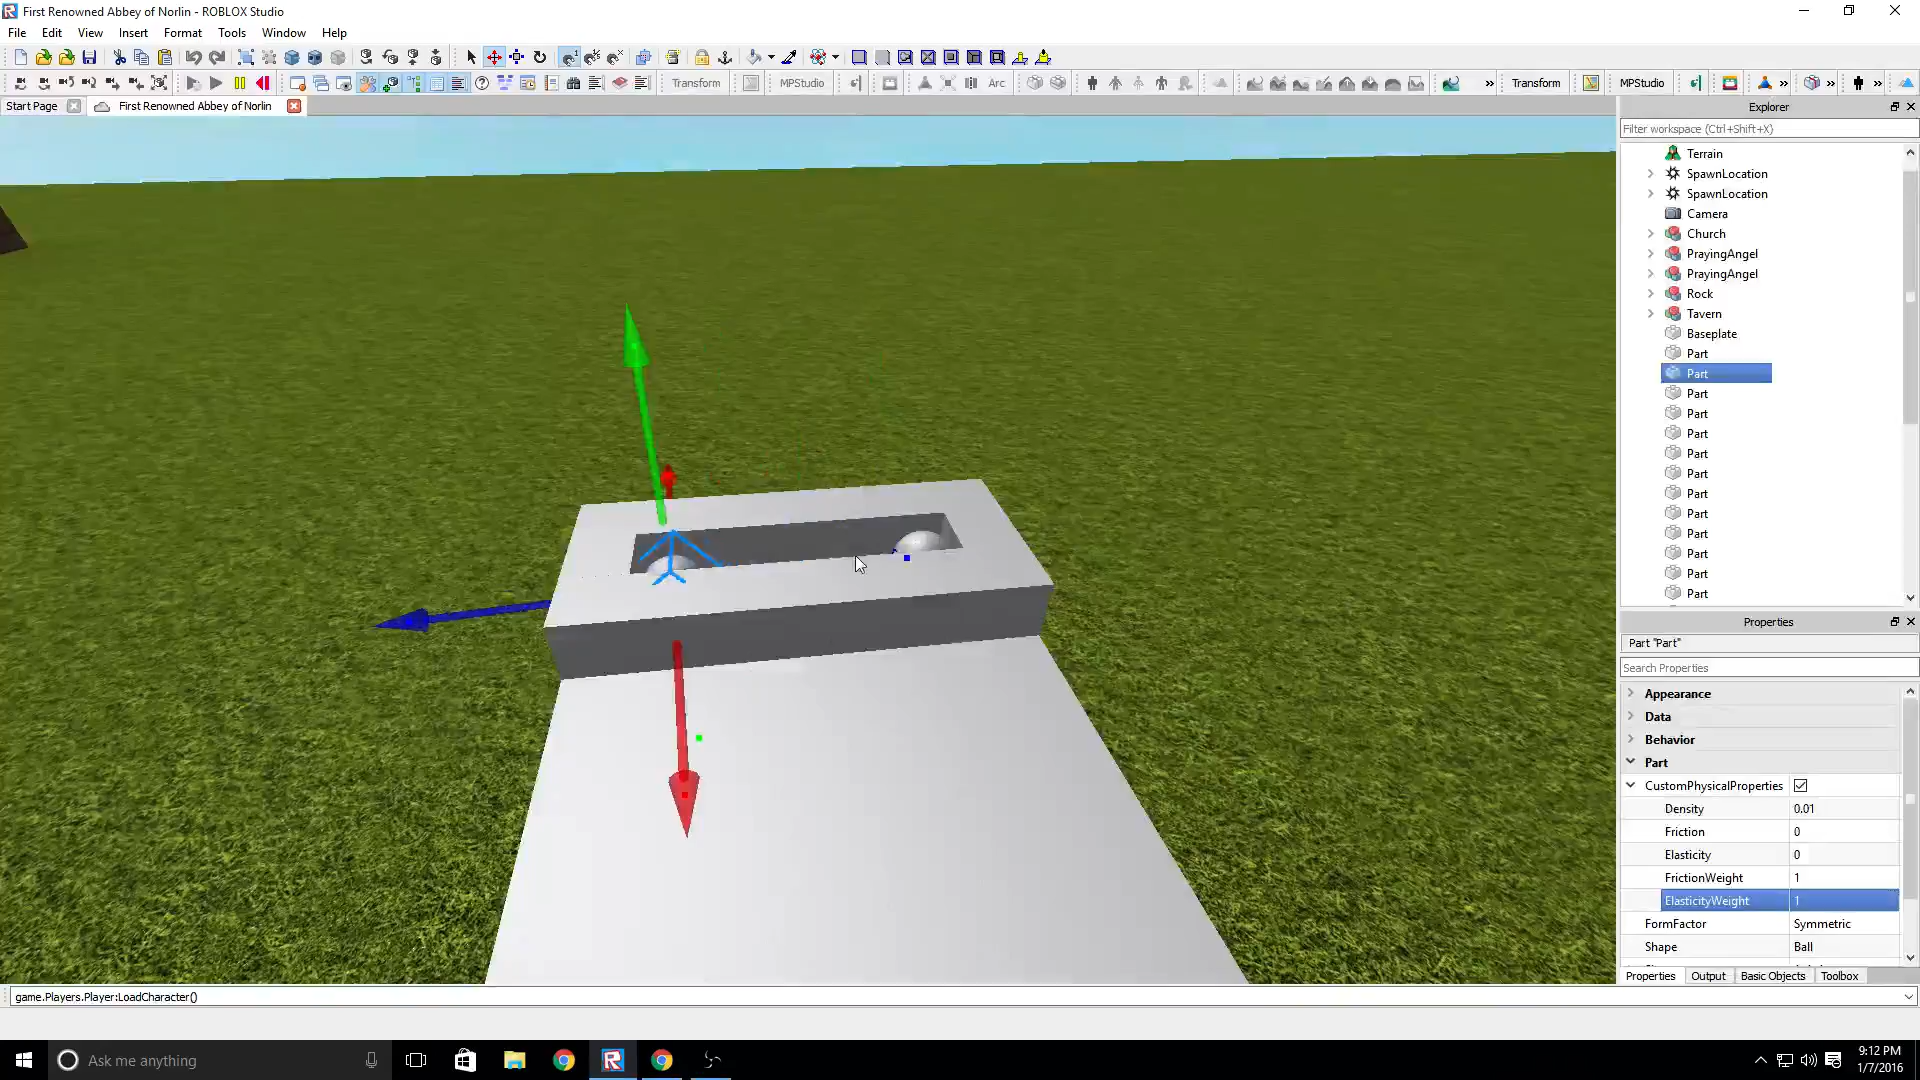 First Renowned Abbey of Norlin - ROBLOX Studio
File Edit View Insert Format Tools Window Help
Transform MPStudio Arc Transform MPStudio
Start Page First Renowned Abbey of Norlin
Explorer
Filter workspace (Ctrl+Shift+X)
Terrain
SpawnLocation
SpawnLocation
Camera
Church
PrayingAngel
PrayingAngel
Rock
Tavern
Baseplate
Part
Part
Part
Part
Part
Part
Part
Part
Part
Part
Part
Part
Part
Properties
Part "Part"
Search Properties
Appearance
Data
Behavior
Part
CustomPhysicalProperties
Density 0.01
Friction 0
Elasticity 0
FrictionWeight 1
ElasticityWeight 1
FormFactor Symmetric
Shape Ball
Properties Output Basic Objects Toolbox
game.Players.Player:LoadCharacter()
Ask me anything
9:12 PM
1/7/2016